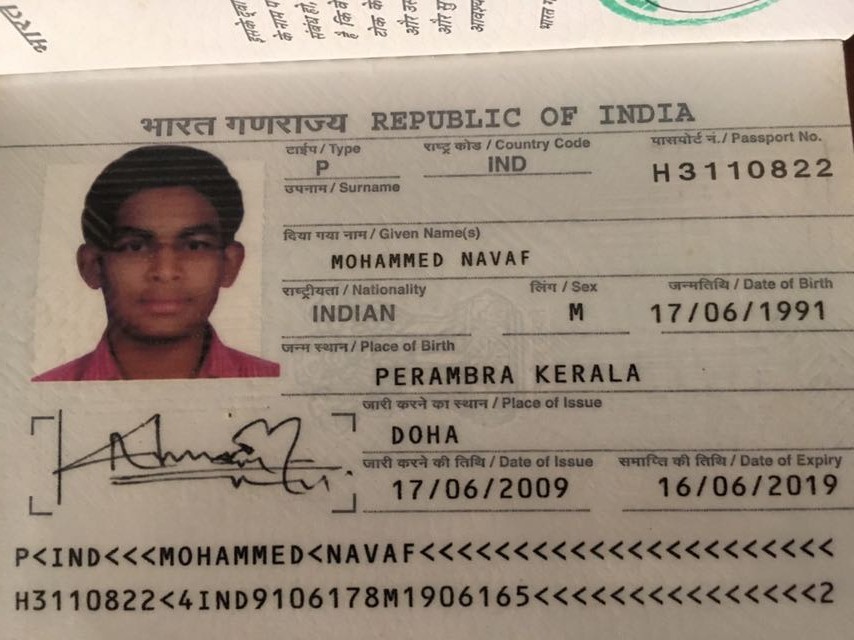 भारत
भारत गणराज्य REPUBLIC OF INDIA
टाईप / Type
राष्ट्र कोड / Country Code
पासपोर्ट नं. / Passport No.
P
IND
H3110822
उपनाम / Surname
दिया गया नाम / Given Name(s)
MOHAMMED NAVAF
राष्ट्रीयता / Nationality
लिंग / Sex
जन्मतिथि / Date of Birth
INDIAN
M
17/06/1991
जन्म स्थान / Place of Birth
PERAMBRA KERALA
जारी करने का स्थान / Place of Issue
DOHA
जारी करने की तिथि / Date of Issue
समाप्ति की तिथि / Date of Expiry
17/06/2009
16/06/2019
P<IND<<<MOHAMMED<NAVAF<<<<<<<<<<<<<<<<<<<<<<
H3110822<4IND9106178M1906165<<<<<<<<<<<<<<<2